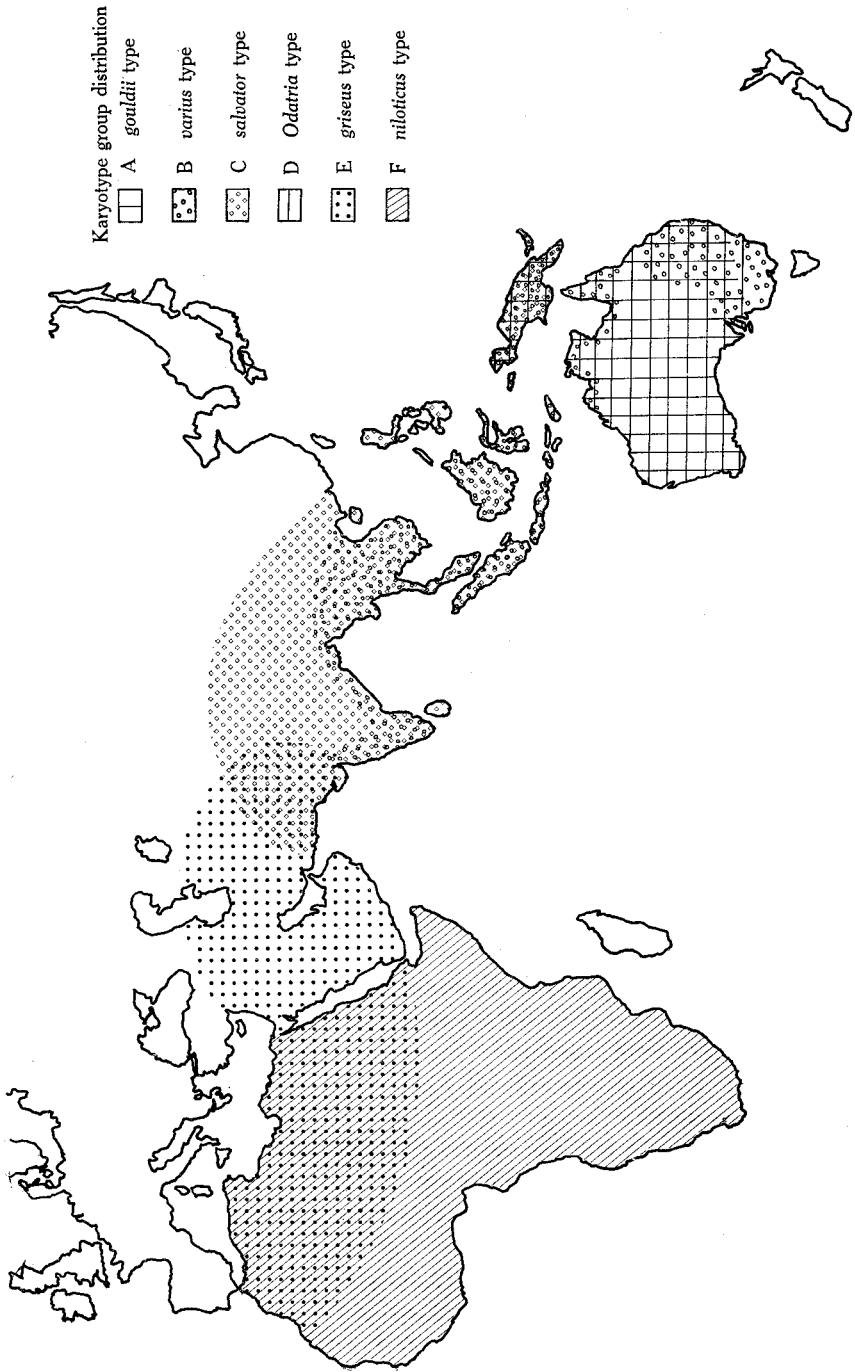 Karyotype group distribution
A gouldii type
B varius type
C salvator type
D Odatria type
E griseus type
F niloticus type